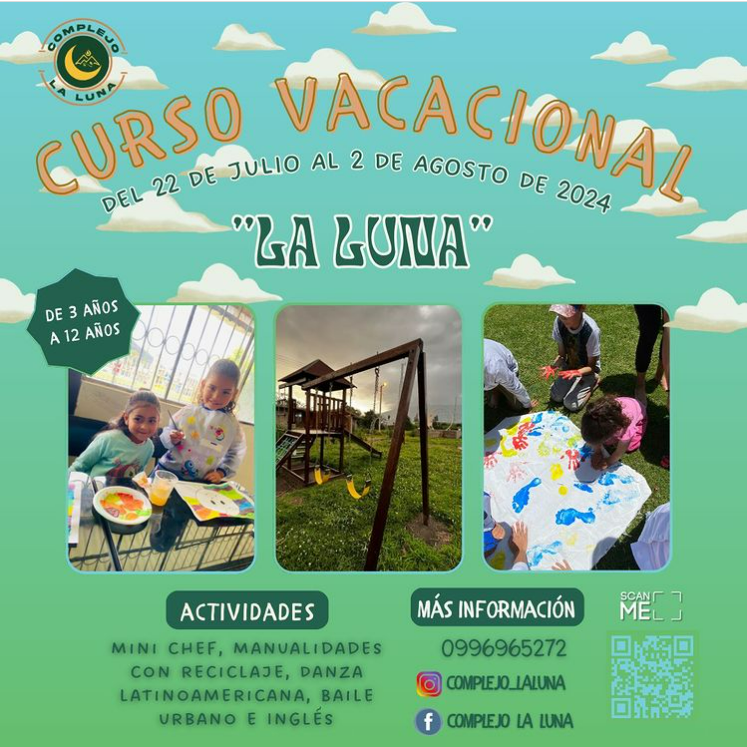 COMPLEJO
LA LUNA
CURSO VACACIONAL
DEL 22 DE JULIO AL 2 DE AGOSTO DE 2024
"LA LUNA"
DE 3 AÑOS
A 12 AÑOS
ACTIVIDADES
MINI CHEF, MANUALIDADES
CON RECICLAJE, DANZA
LATINOAMERICANA, BAILE
URBANO E INGLÉS
MÁS INFORMACIÓN
0996965272
COMPLEJO_LALUNA
COMPLEJO LA LUNA
SCAN
ME